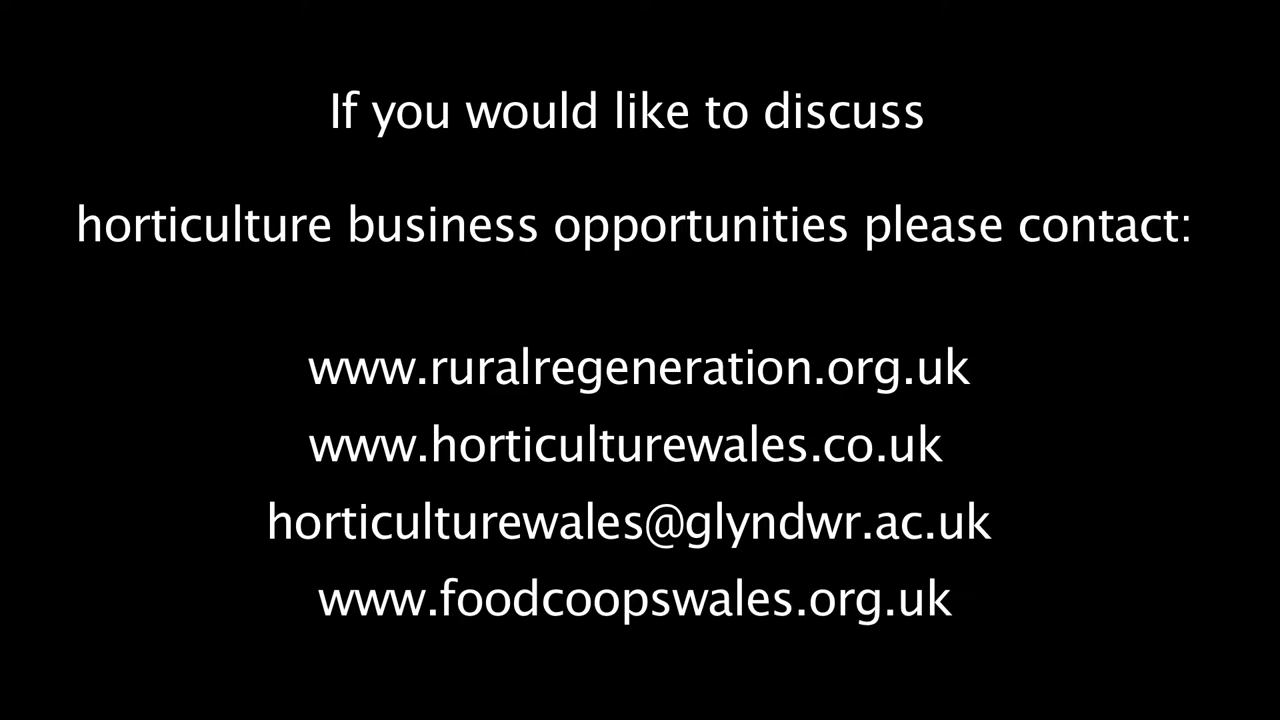 If you would like to discuss
horticulture business opportunities please contact:
www.ruralregeneration.org.uk
www.horticulturewales.co.uk
horticulturewales@glyndwr.ac.uk
www.foodcoopswales.org.uk